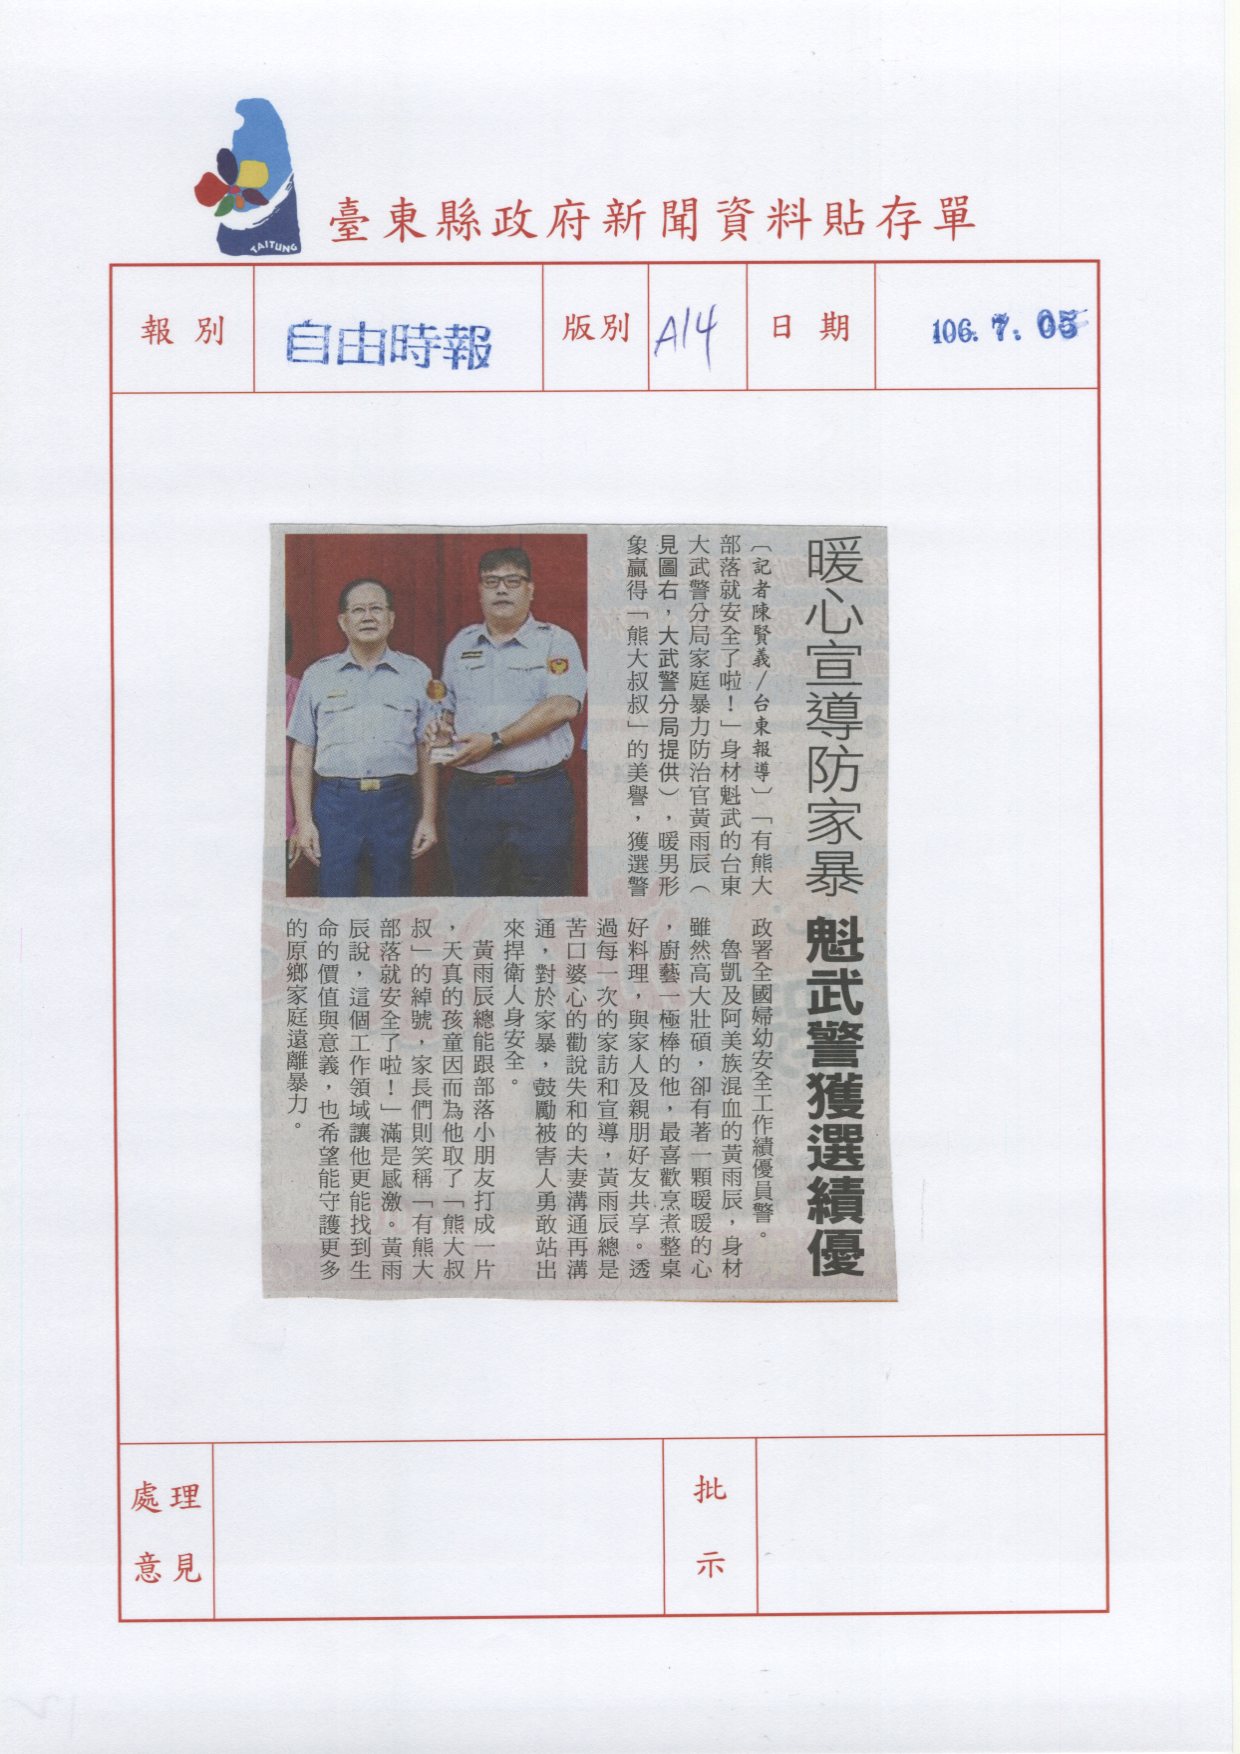 TAITUNG
臺東縣政府新聞資料貼存單
報別
自由時報
版別
A14
日期
106. 7. 05
暖心宣導防家暴 魁武警獲選績優
〔記者陳賢義／台東報導〕「有熊大
部落就安全了啦！」身材魁武的台東
大武警分局家庭暴力防治官黃雨辰（
見圖右，大武警分局提供），暖男形
象贏得「熊大叔叔」的美譽，獲選警
政署全國婦幼安全工作績優員警。
魯凱及阿美族混血的黃雨辰，身材
雖然高大壯碩，卻有著一顆暖暖的心
，廚藝一極棒的他，最喜歡烹煮整桌
好料理，與家人及親朋好友共享。透
過每一次的家訪和宣導，黃雨辰總是
苦口婆心的勸說失和的夫妻溝通再溝
通，對於家暴，鼓勵被害人勇敢站出
來捍衛人身安全。
黃雨辰總能跟部落小朋友打成一片
，天真的孩童因而為他取了「熊大叔
叔」的綽號，家長們則笑稱「有熊大
部落就安全了啦！」滿是感激。黃雨
辰說，這個工作領域讓他更能找到生
命的價值與意義，也希望能守護更多
的原鄉家庭遠離暴力。
處理
意見
批
示